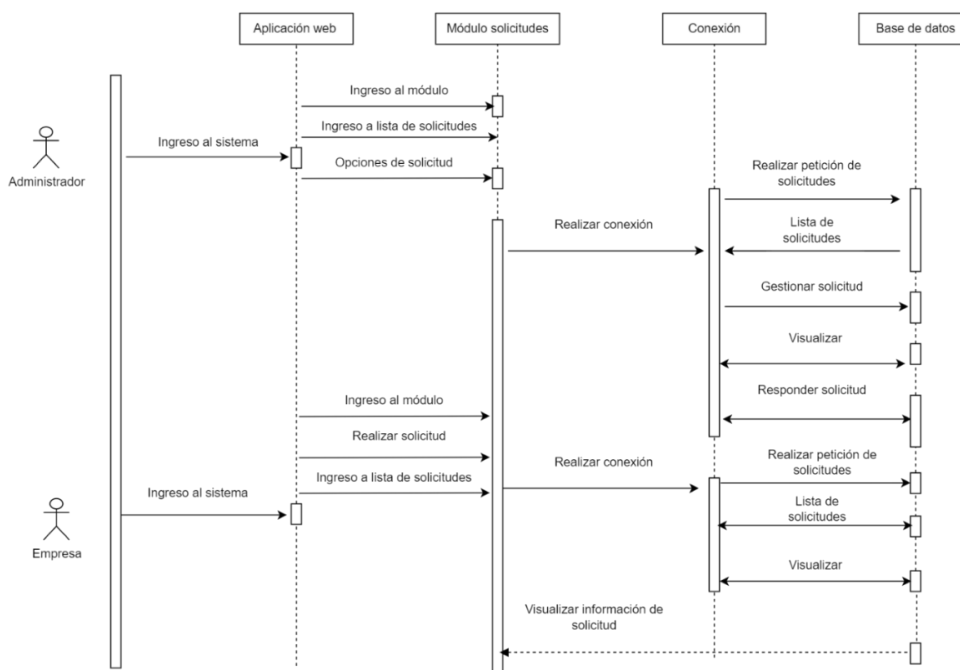 Aplicación web
Módulo solicitudes
Conexión
Base de datos
Ingreso al módulo
Ingreso a lista de solicitudes
Ingreso al sistema
Opciones de solicitud
Administrador
Realizar petición de
solicitudes
Realizar conexión
Lista de
solicitudes
Gestionar solicitud
Visualizar
Responder solicitud
Ingreso al módulo
Realizar solicitud
Ingreso a lista de solicitudes
Realizar conexión
Realizar petición de
solicitudes
Ingreso al sistema
Lista de
solicitudes
Empresa
Visualizar
Visualizar información de
solicitud